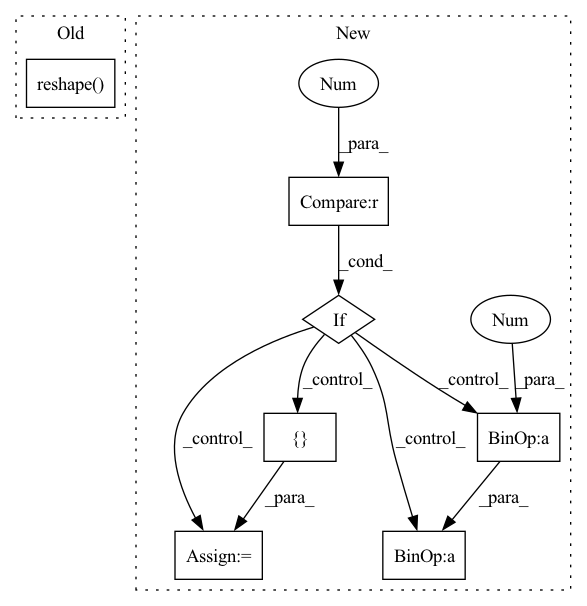 Old
New
reshape()
Num
_para_
Compare:r
_cond_
If
Num
_control_
_control_
_para_
_control_
_control_
{}
BinOp:a
_para_
_para_
Assign:=
BinOp:a